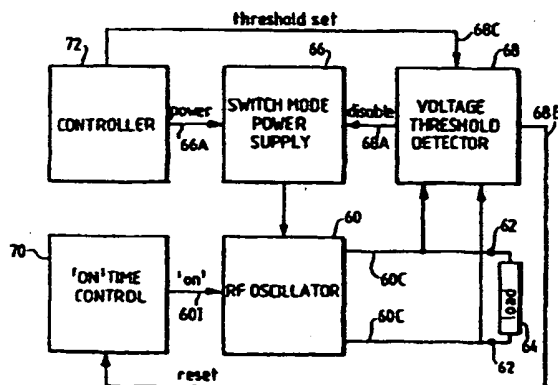 threshold set
68C
72
66
68
CONTROLLER
power
66A
SWITCH MODE
POWER
SUPPLY
disable
68A
VOLTAGE
THRESHOLD
DETECTOR
68B
70
60
62
'ON' TIME
CONTROL
'on'
60I
RF OSCILLATOR
60C
60C
load
64
62
reset